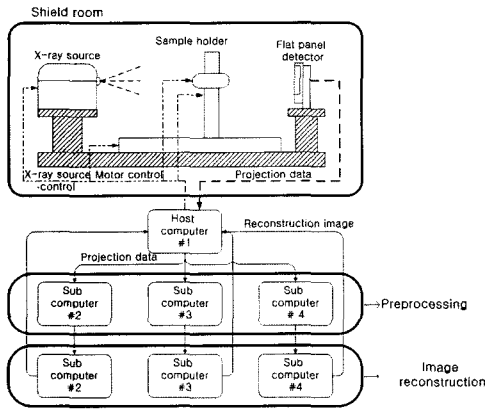 Shield room
X-ray source
Sample holder
Flat panel
detector
X-ray source
-control
Motor control
Projection data
Host
computer
#1
Reconstruction image
Projection data
Sub
computer
#2
Sub
computer
#3
Sub
computer
# 4
Preprocessing
Sub
computer
#2
Sub
computer
#3
Sub
computer
#4
Image
reconstruction